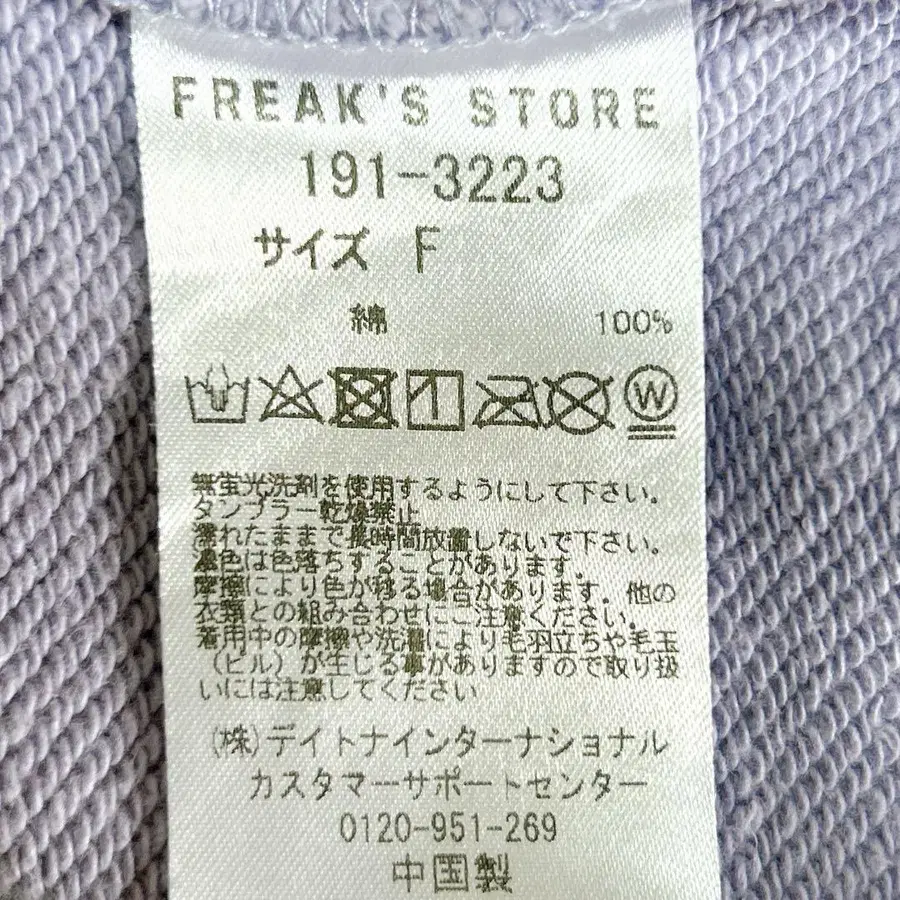 FREAK'S STORE
191-3223
サイズ F
綿 100%
W
無蛍光洗剤を使用するようにして下さい。
タンブラー乾燥禁止
濡れたままで長時間放置しないで下さい。
濃色は色落ちすることがあります。
摩擦により色が移る場合があります。他の
衣類との組み合わせにご注意ください。
着用中の摩擦や洗濯により毛羽立ちや毛玉
(ピル)が生じる事がありますので取り扱
いには注意してください
(株)デイトナインターナショナル
カスタマーサポートセンター
0120-951-269
中国製